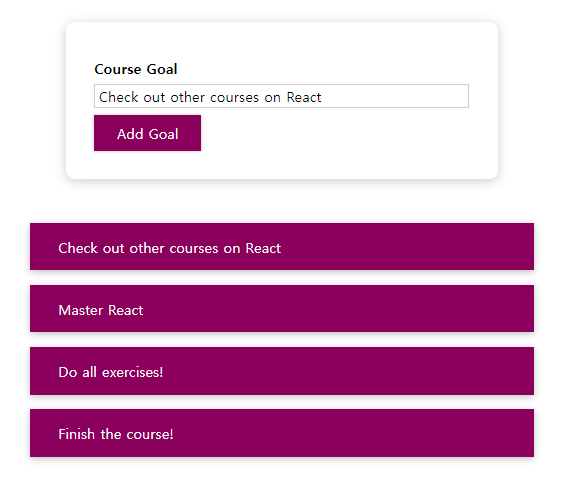 Course Goal
Check out other courses on React
Add Goal
Check out other courses on React
Master React
Do all exercises!
Finish the course!